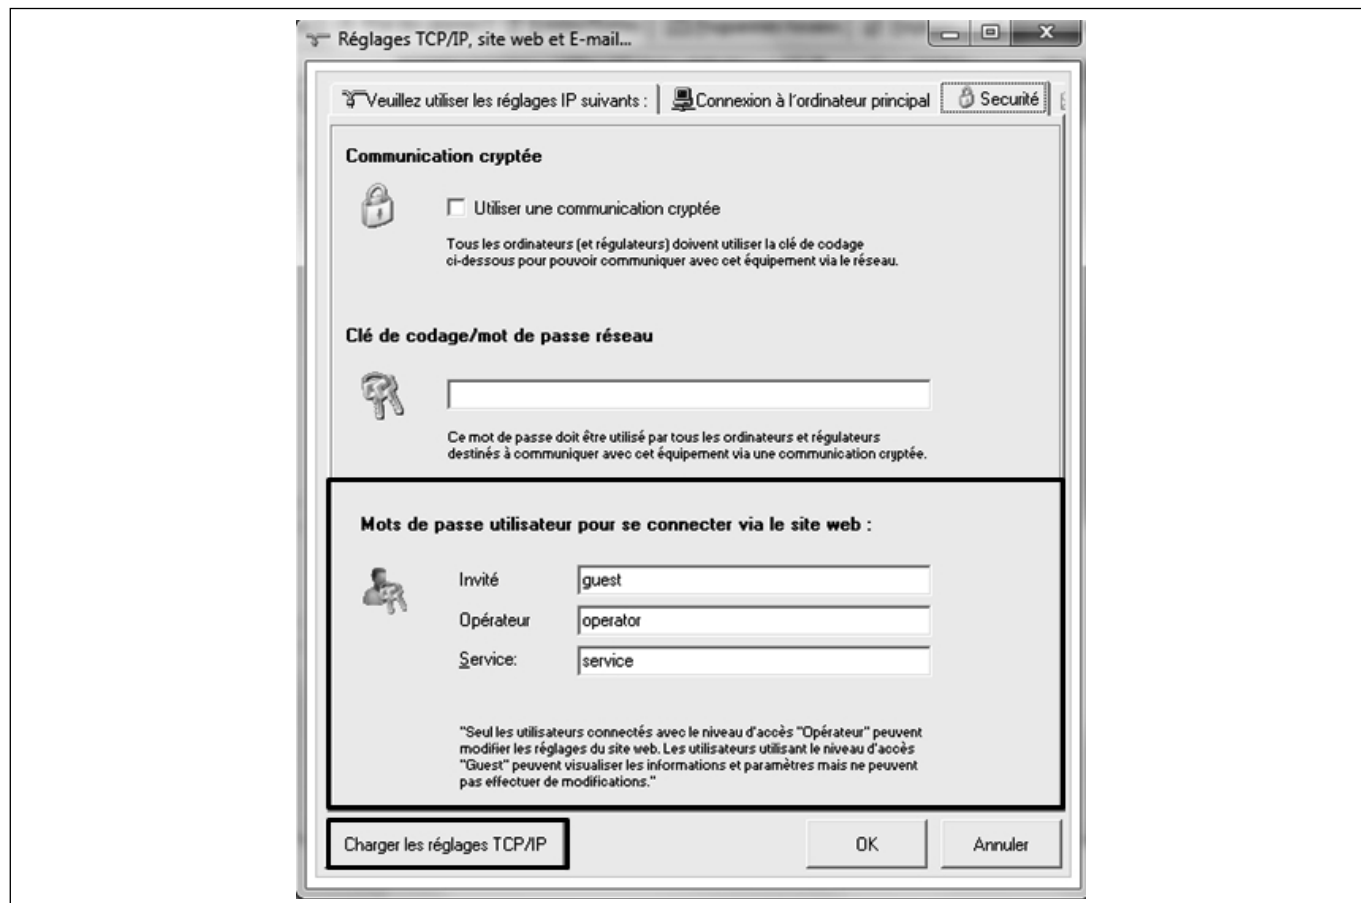 Réglages TCP/IP, site web et E-mail...
Veuillez utiliser les réglages IP suivants :
Connexion à l'ordinateur principal
Securité
Communication cryptée
Utiliser une communication cryptée
Tous les ordinateurs (et régulateurs) doivent utiliser la clé de codage
ci-dessous pour pouvoir communiquer avec cet équipement via le réseau.
Clé de codage/mot de passe réseau
Ce mot de passe doit être utilisé par tous les ordinateurs et régulateurs
destinés à communiquer avec cet équipement via une communication cryptée.
Mots de passe utilisateur pour se connecter via le site web :
Invité
guest
Opérateur
operator
Service:
service
"Seul les utilisateurs connectés avec le niveau d'accès "Opérateur" peuvent
modifier les réglages du site web. Les utilisateurs utilisant le niveau d'accès
"Guest" peuvent visualiser les informations et paramètres mais ne peuvent
pas effectuer de modifications."
Charger les réglages TCP/IP
OK
Annuler